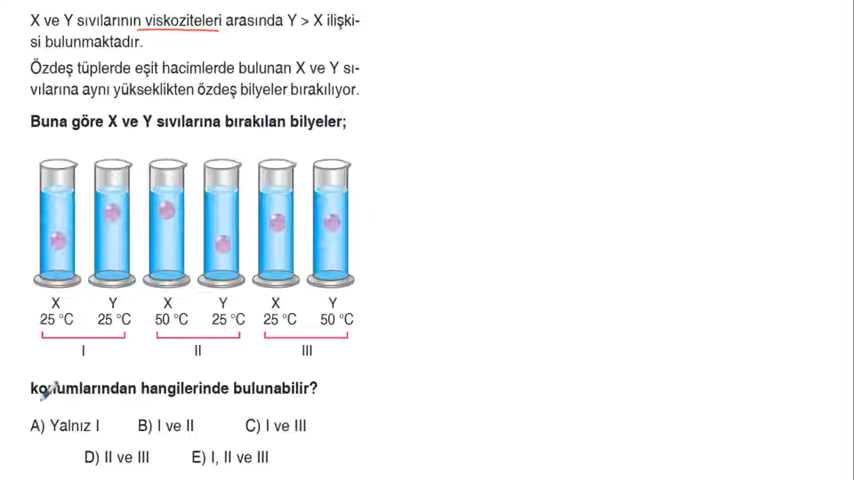 X ve Y sıvılarının viskoziteleri arasında Y > X ilişki-
si bulunmaktadır.
Özdeş tüplerde eşit hacimlerde bulunan X ve Y sı-
vılarına aynı yükseklikten özdeş bilyeler bırakılıyor.
Buna göre X ve Y sıvılarına bırakılan bilyeler;
X Y X Y X Y
25 °C 25 °C 50 °C 25 °C 25 °C 50 °C
I II III
konumlarından hangilerinde bulunabilir?
A) Yalnız I B) I ve II C) I ve III
D) II ve III E) I, II ve III